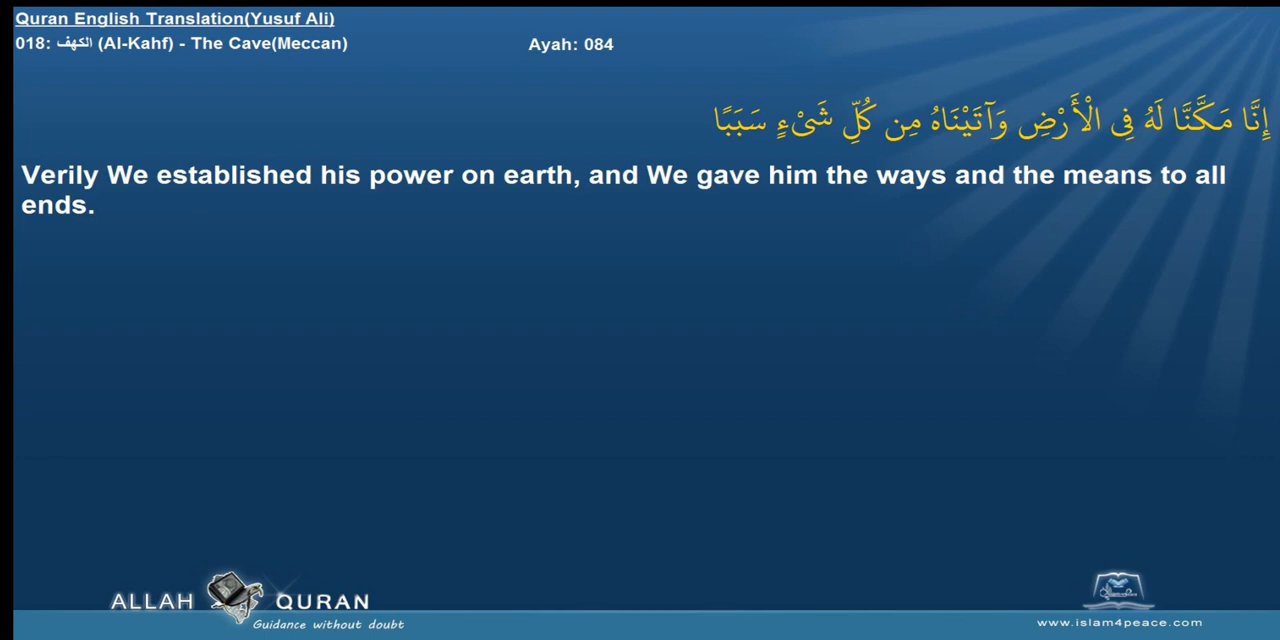 Quran English Translation(Yusuf Ali)
018: الكهف (Al-Kahf) - The Cave(Meccan)
Ayah: 084
إِنَّا مَكَّنَّا لَهُ فِى الْأَرْضِ وَآتَيْنَاهُ مِن كُلِّ شَىْءٍ سَبَبًا
Verily We established his power on earth, and We gave him the ways and the means to all
ends.
ALLAH QURAN
Guidance without doubt
www.islam4peace.com